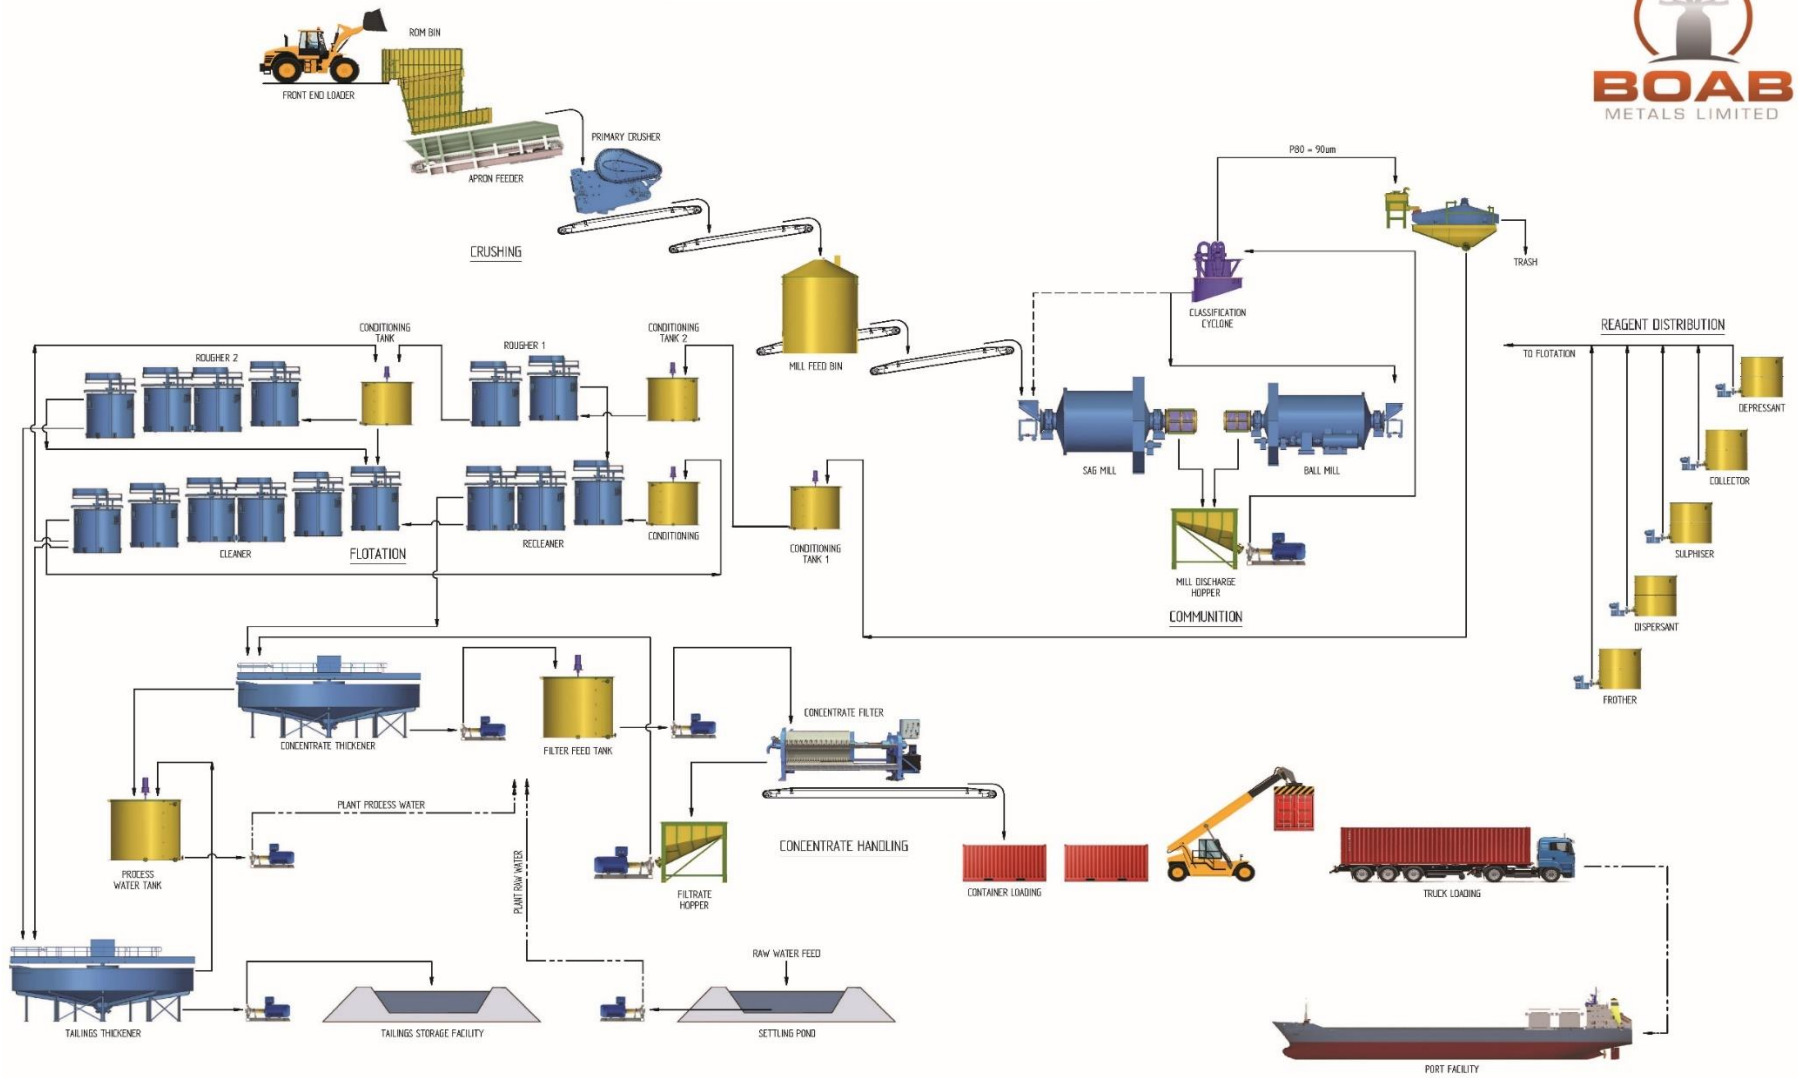 ROM BIN
FRONT END LOADER
BOAB
METALS LIMITED
PRIMARY CRUSHER
APRON FEEDER
P80 = 90um
CRUSHING
TRASH
CLASSIFICATION
CYCLONE
CONDITIONING
TANK
CONDITIONING
TANK 2
REAGENT DISTRIBUTION
ROUGHER 2
ROUGHER 1
TO FLOTATION
MILL FEED BIN
DEPRESSANT
SAG MILL
BALL MILL
COLLECTOR
CLEANER
FLOTATION
RECLEANER
CONDITIONING
CONDITIONING
TANK 1
SULPHISER
MILL DISCHARGE
HOPPER
COMMUNITION
DISPERSANT
FROTHER
CONCENTRATE THICKENER
FILTER FEED TANK
CONCENTRATE FILTER
PLANT PROCESS WATER
PROCESS
WATER TANK
PLANT RAW WATER
FILTRATE
HOPPER
CONCENTRATE HANDLING
CONTAINER LOADING
TRUCK LOADING
RAW WATER FEED
TAILINGS THICKENER
TAILINGS STORAGE FACILITY
SETTLING POND
PORT FACILITY